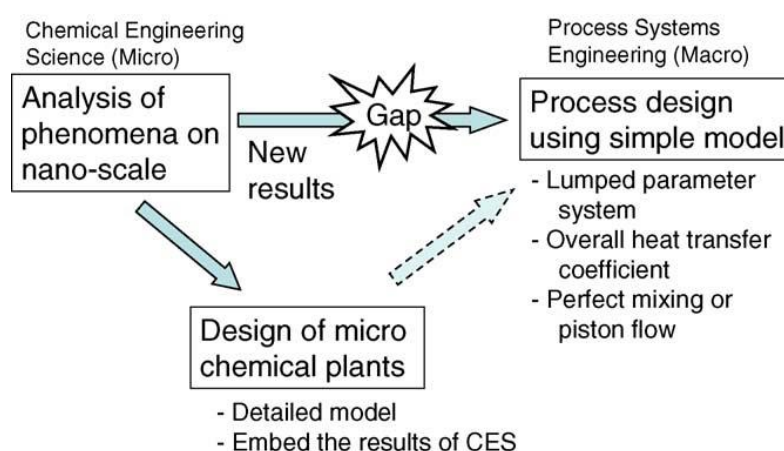 Chemical Engineering
Science (Micro)
Analysis of
phenomena on
nano-scale
New
results
Gap
Process Systems
Engineering (Macro)
Process design
using simple model
- Lumped parameter
system
- Overall heat transfer
coefficient
- Perfect mixing or
piston flow
Design of micro
chemical plants
- Detailed model
- Embed the results of CES